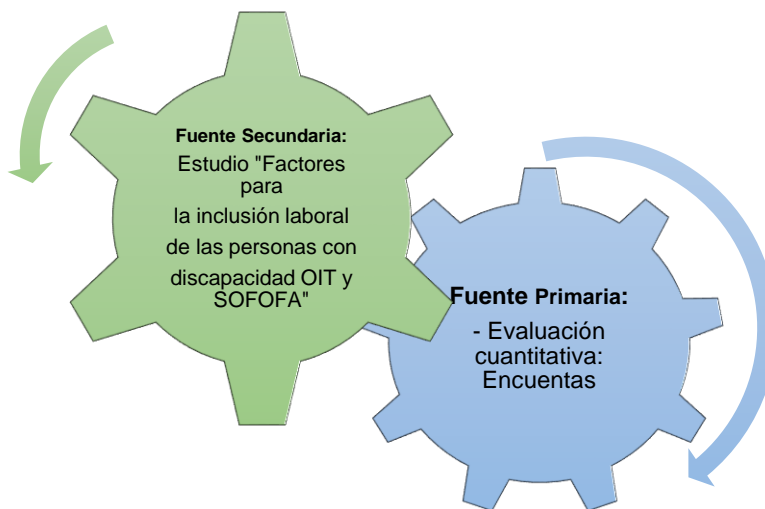 Fuente Secundaria:
Estudio "Factores
para
la inclusión laboral
de las personas con
discapacidad OIT y
SOFOFA"
Fuente Primaria:
- Evaluación
cuantitativa:
Encuentas